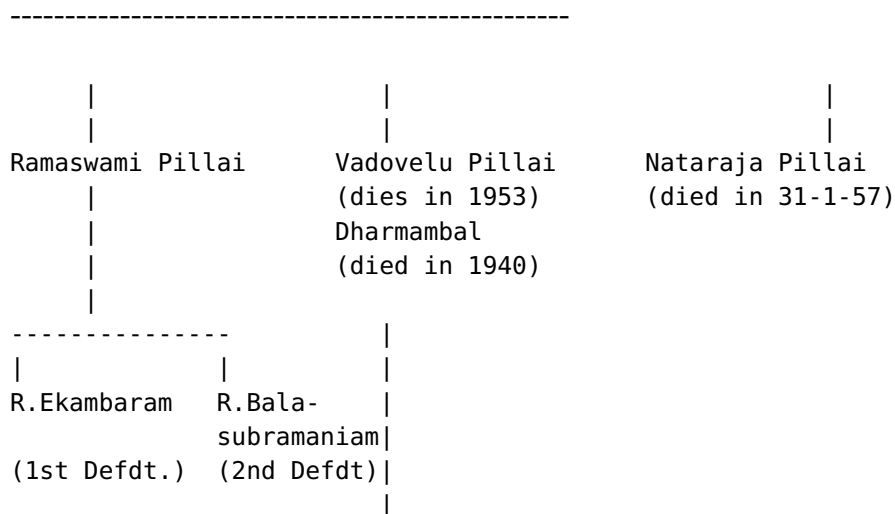 Ramaswami Pillai Vadovelu Pillai Nataraja Pillai
(dies in 1953) (died in 31-1-57)
Dharmambal
(died in 1940)
R.Ekambaram R.Bala-
subramaniam
(1st Defdt.) (2nd Defdt)